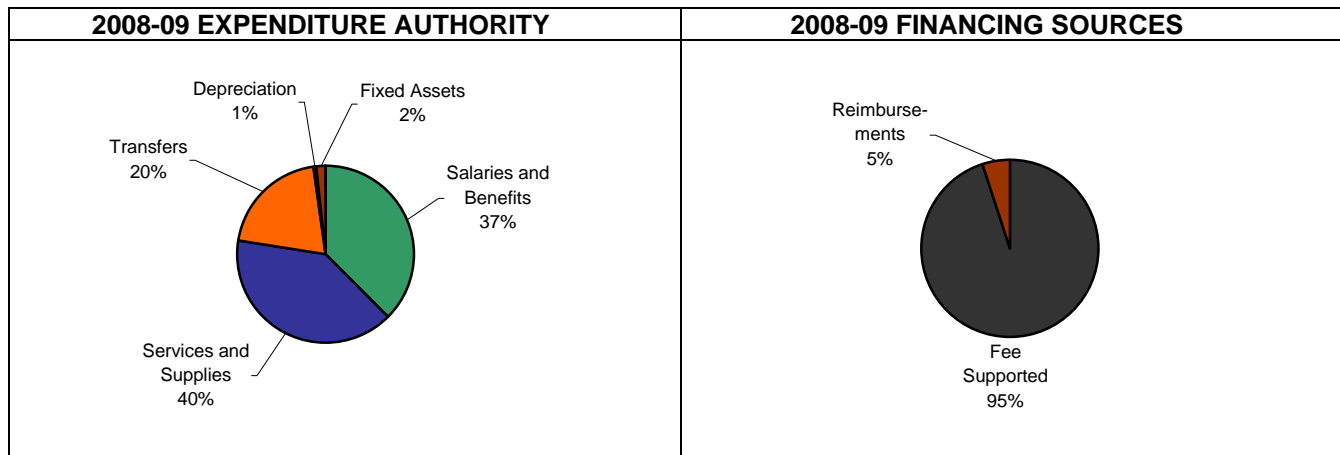 2008-09 EXPENDITURE AUTHORITY
Depreciation
1%
Fixed Assets
2%
Transfers
20%
Salaries and
Benefits
37%
Services and
Supplies
40%
2008-09 FINANCING SOURCES
Reimburse-
ments
5%
Fee
Supported
95%